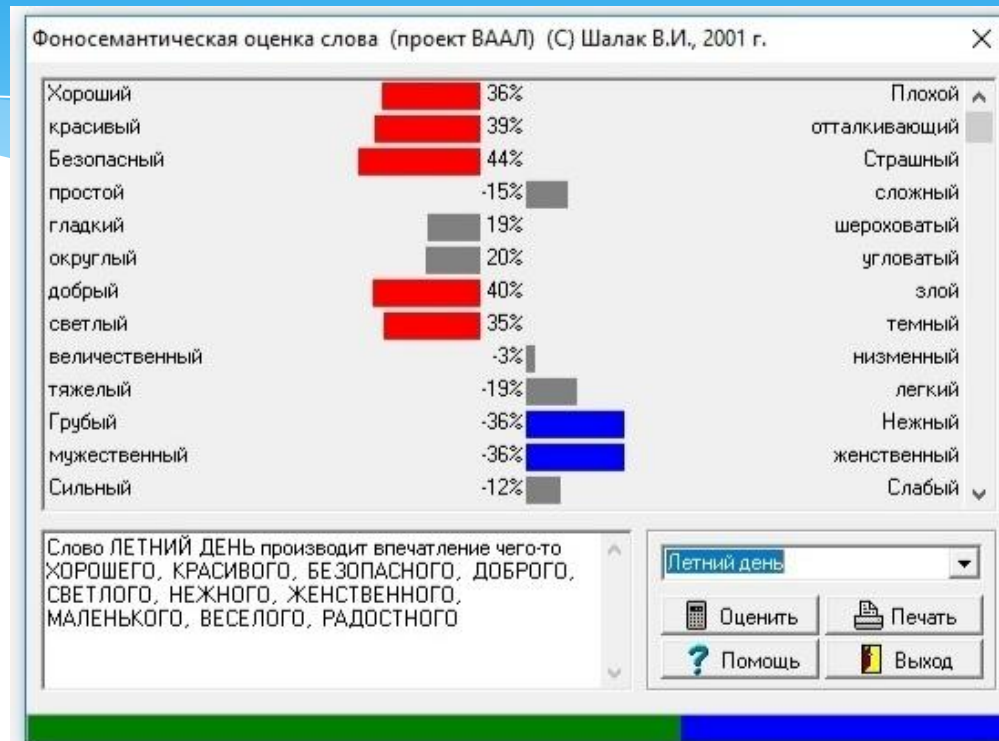 Фоносемантическая оценка слова (проект ВААЛ) (C) Шалак В.И., 2001 г.
Хороший 36% Плохой
красивый 39% отталкивающий
Безопасный 44% Страшный
простой -15% сложный
гладкий 19% шероховатый
округлый 20% угловатый
добрый 40% злой
светлый 35% темный
величественный -3% низменный
тяжелый -19% легкий
Грубый -36% Нежный
мужественный -36% женственный
Сильный -12% Слабый
Слово ЛЕТНИЙ ДЕНЬ производит впечатление чего-то
ХОРОШЕГО, КРАСИВОГО, БЕЗОПАСНОГО, ДОБРОГО,
СВЕТЛОГО, НЕЖНОГО, ЖЕНСТВЕННОГО,
МАЛЕНЬКОГО, ВЕСЕЛОГО, РАДОСТНОГО
Летний день
Оценить Печать
Помощь Выход